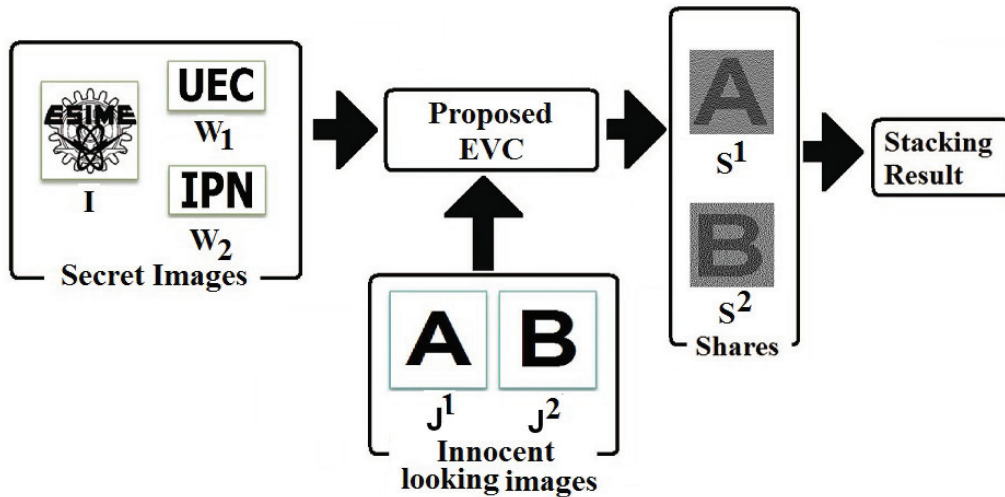 ESIME
I
UEC
W1
IPN
W2
Secret Images
Proposed
EVC
A
J1
B
J2
Innocent
looking images
A
S1
B
S2
Shares
Stacking
Result